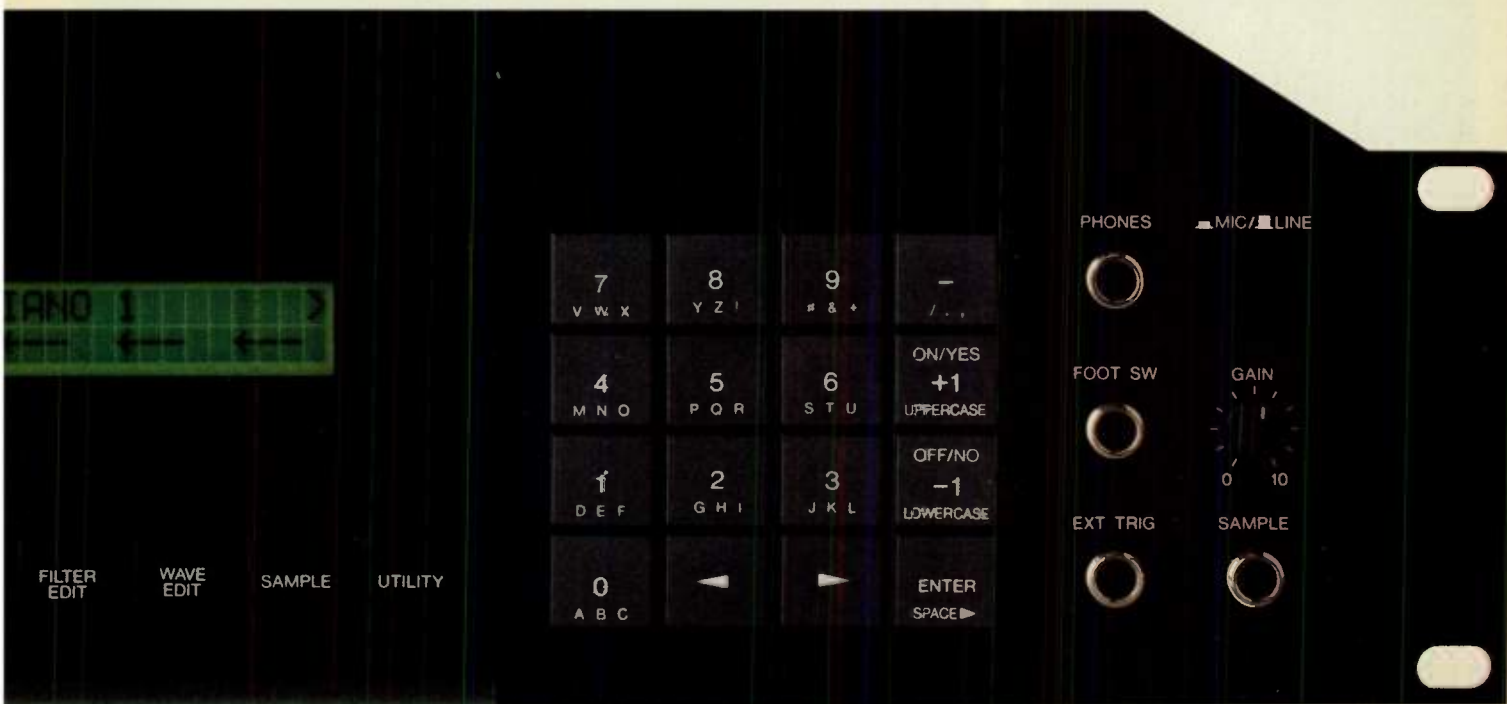 IANO 1 >
← ← ←
FILTER EDIT
WAVE EDIT
SAMPLE
UTILITY
7
V W X
8
Y Z !
9
# & +
–
/ . ,
4
M N O
5
P Q R
6
S T U
ON/YES
+1
UPPERCASE
1
D E F
2
G H I
3
J K L
OFF/NO
–1
LOWERCASE
0
A B C
◄
►
ENTER
SPACE►
PHONES
MIC/ LINE
FOOT SW
GAIN
0 10
EXT TRIG
SAMPLE